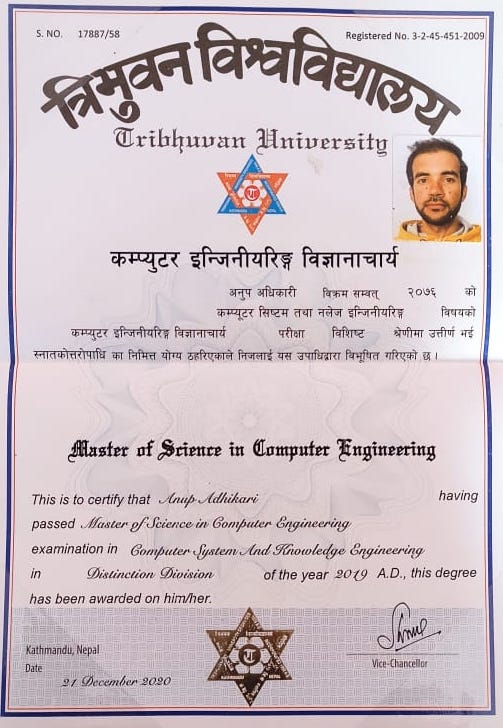 S. NO. 17887/58
Registered No. 3-2-45-451-2009
त्रिभुवन विश्वविद्यालय
Tribhuvan University
कम्प्युटर इन्जिनीयरिङ्ग विज्ञानाचार्य
अनुप अधिकारी विक्रम सम्वत् २०७६ को
कम्प्यूटर सिष्टम तथा नलेज इन्जिनीयरिङ्ग विषयको
कम्प्युटर इन्जिनीयरिङ्ग विज्ञानाचार्य परीक्षा विशिष्ट श्रेणीमा उत्तीर्ण भई
स्नातकोत्तरोपाधि का निमित्त योग्य ठहरिएकाले निजलाई यस उपाधिद्वारा विभूषित गरिएको छ।
Master of Science in Computer Engineering
This is to certify that Anup Adhikari having
passed Master of Science in Computer Engineering
examination in Computer System And Knowledge Engineering
in Distinction Division of the year 2019 A.D., this degree
has been awarded on him/her.
Kathmandu, Nepal
Date
21 December 2020
Vice-Chancellor